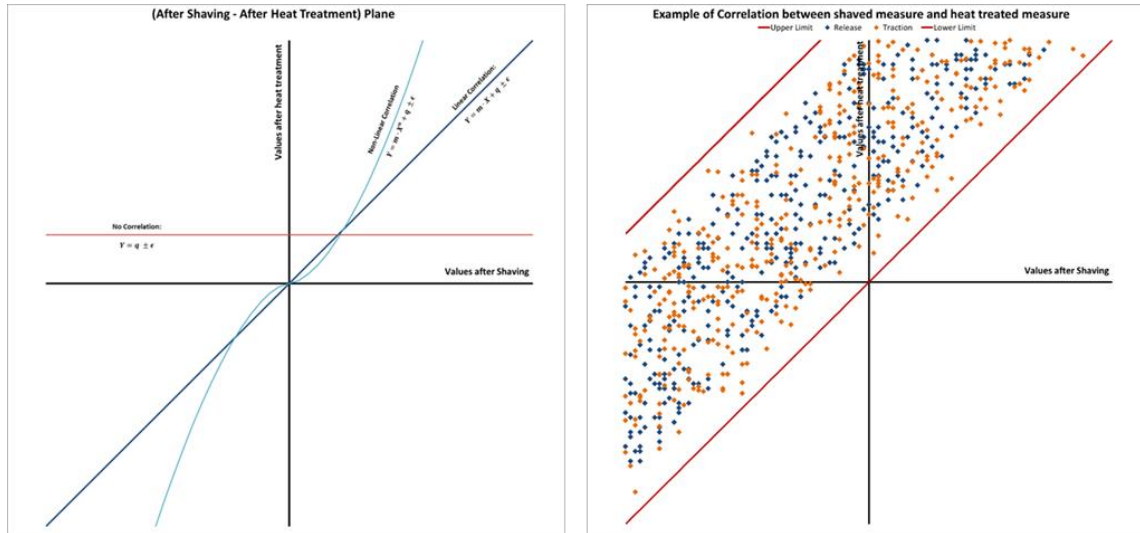 (After Shaving - After Heat Treatment) Plane
Values after heat treatment
Non-Linear Correlation
Y = m · Xⁿ + q ± ϵ
Linear Correlation:
Y = m · X + q ± ϵ
No Correlation:
Y = q ± ϵ
Values after Shaving
Example of Correlation between shaved measure and heat treated measure
Upper Limit Release Traction Lower Limit
Values after heat treatment
Values after Shaving